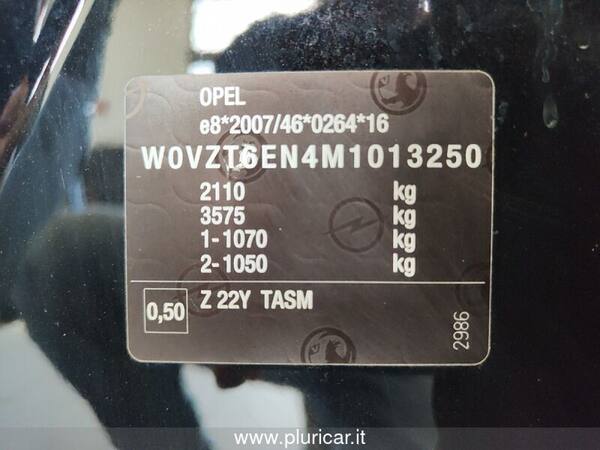 OPEL
e8*2007/46*0264*16
W0VZT6EN4M1013250
2110 kg
3575 kg
1-1070 kg
2-1050 kg
0,50 Z 22Y TASM
2986
www.pluricar.it